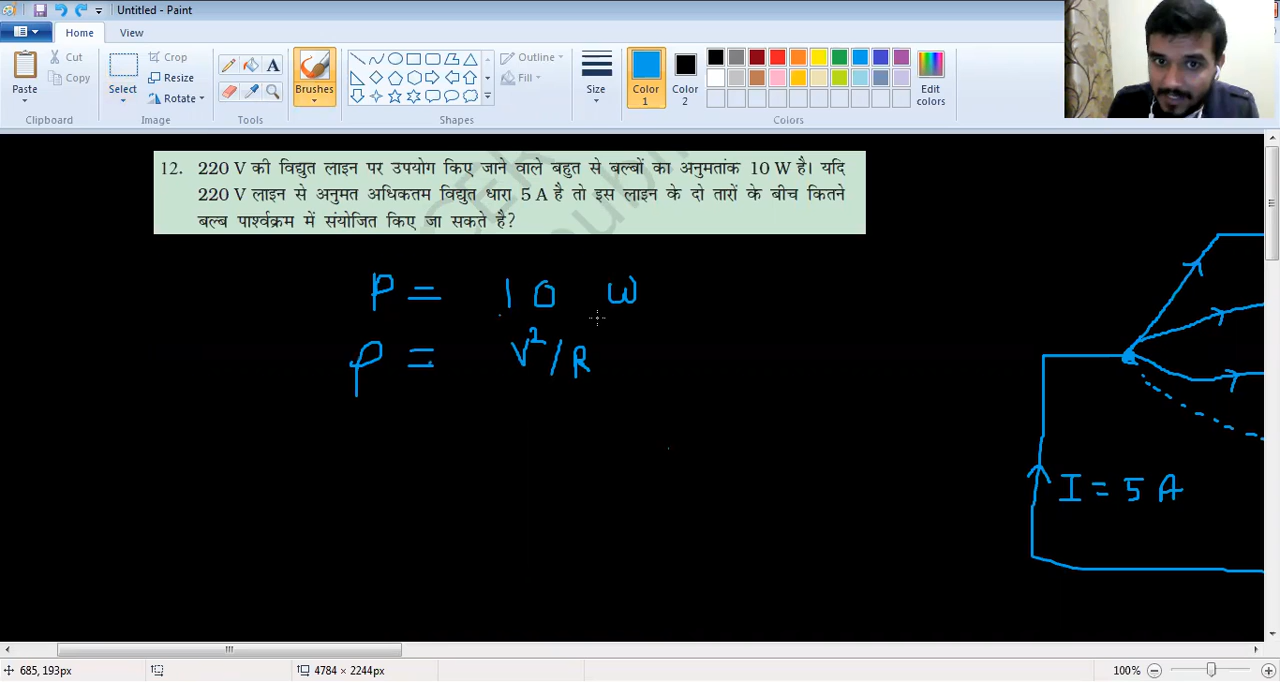 Untitled - Paint
Home View
Paste
Cut
Copy
Clipboard
Select
Crop
Resize
Rotate
Image
A
Tools
Brushes
Outline
Fill
Shapes
Size
Color 1
Color 2
Edit colors
Colors
12. 220 V की विद्युत लाइन पर उपयोग किए जाने वाले बहुत से बल्बों का अनुमतांक 10 W है। यदि
220 V लाइन से अनुमत अधिकतम विद्युत धारा 5 A है तो इस लाइन के दो तारों के बीच कितने
बल्ब पार्श्वक्रम में संयोजित किए जा सकते है?
P = 10 W
P = V²/R
I = 5 A
685, 193px
4784 × 2244px
100%